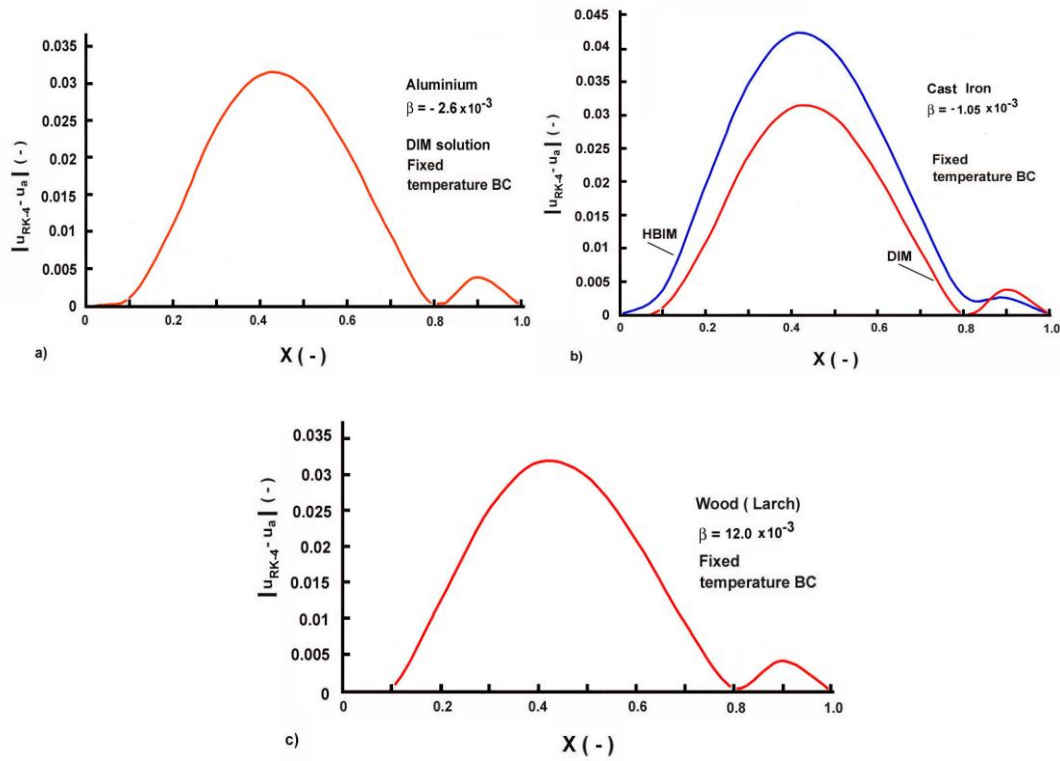 0.035
0.03
0.025
0.02
0.015
0.01
0.005
0
|u_RK-4 - u_a| ( - )
Aluminium
β = - 2.6 x10^-3
DIM solution
Fixed
temperature BC
0 0.2 0.4 0.6 0.8 1.0
a)
X ( - )
0.045
0.04
0.035
0.03
0.025
0.02
0.015
0.01
0.005
0
|u_RK-4 - u_a| ( - )
Cast Iron
β = -1.05 x10^-3
Fixed
temperature BC
HBIM
DIM
0 0.2 0.4 0.6 0.8 1.0
b)
X ( - )
0.035
0.03
0.025
0.02
0.015
0.01
0.005
0
|u_RK-4 - u_a| ( - )
Wood ( Larch)
β = 12.0 x10^-3
Fixed
temperature BC
0 0.2 0.4 0.6 0.8 1.0
c)
X ( - )